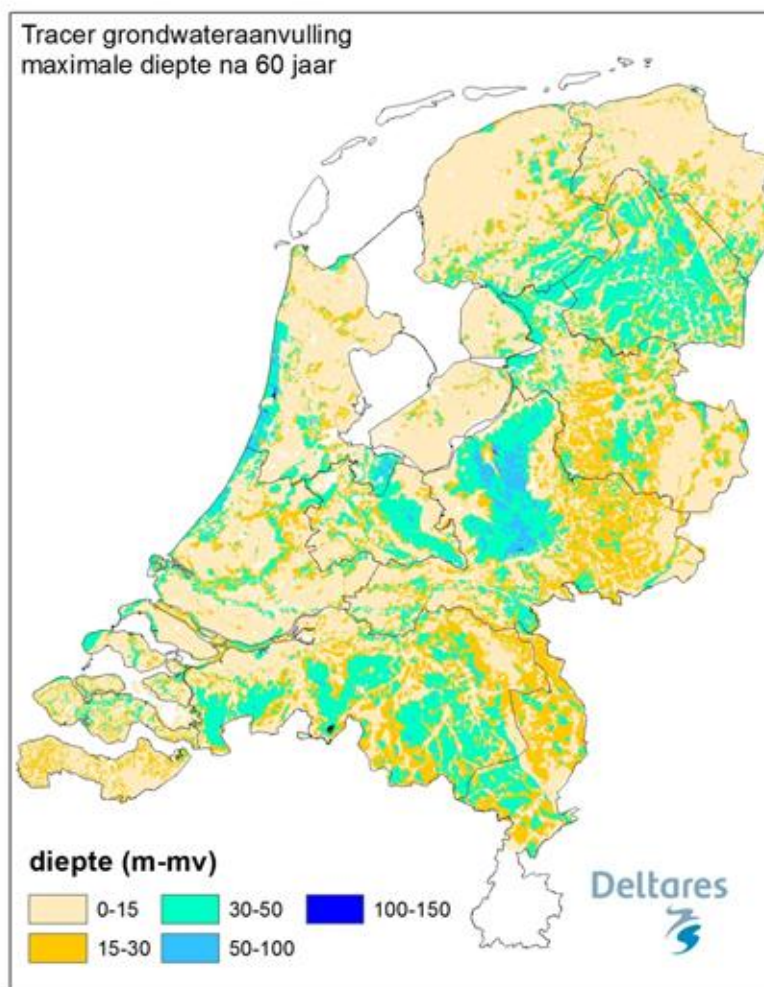 Tracer grondwateraanvulling
maximale diepte na 60 jaar
diepte (m-mv)
0-15
30-50
100-150
15-30
50-100
Deltares